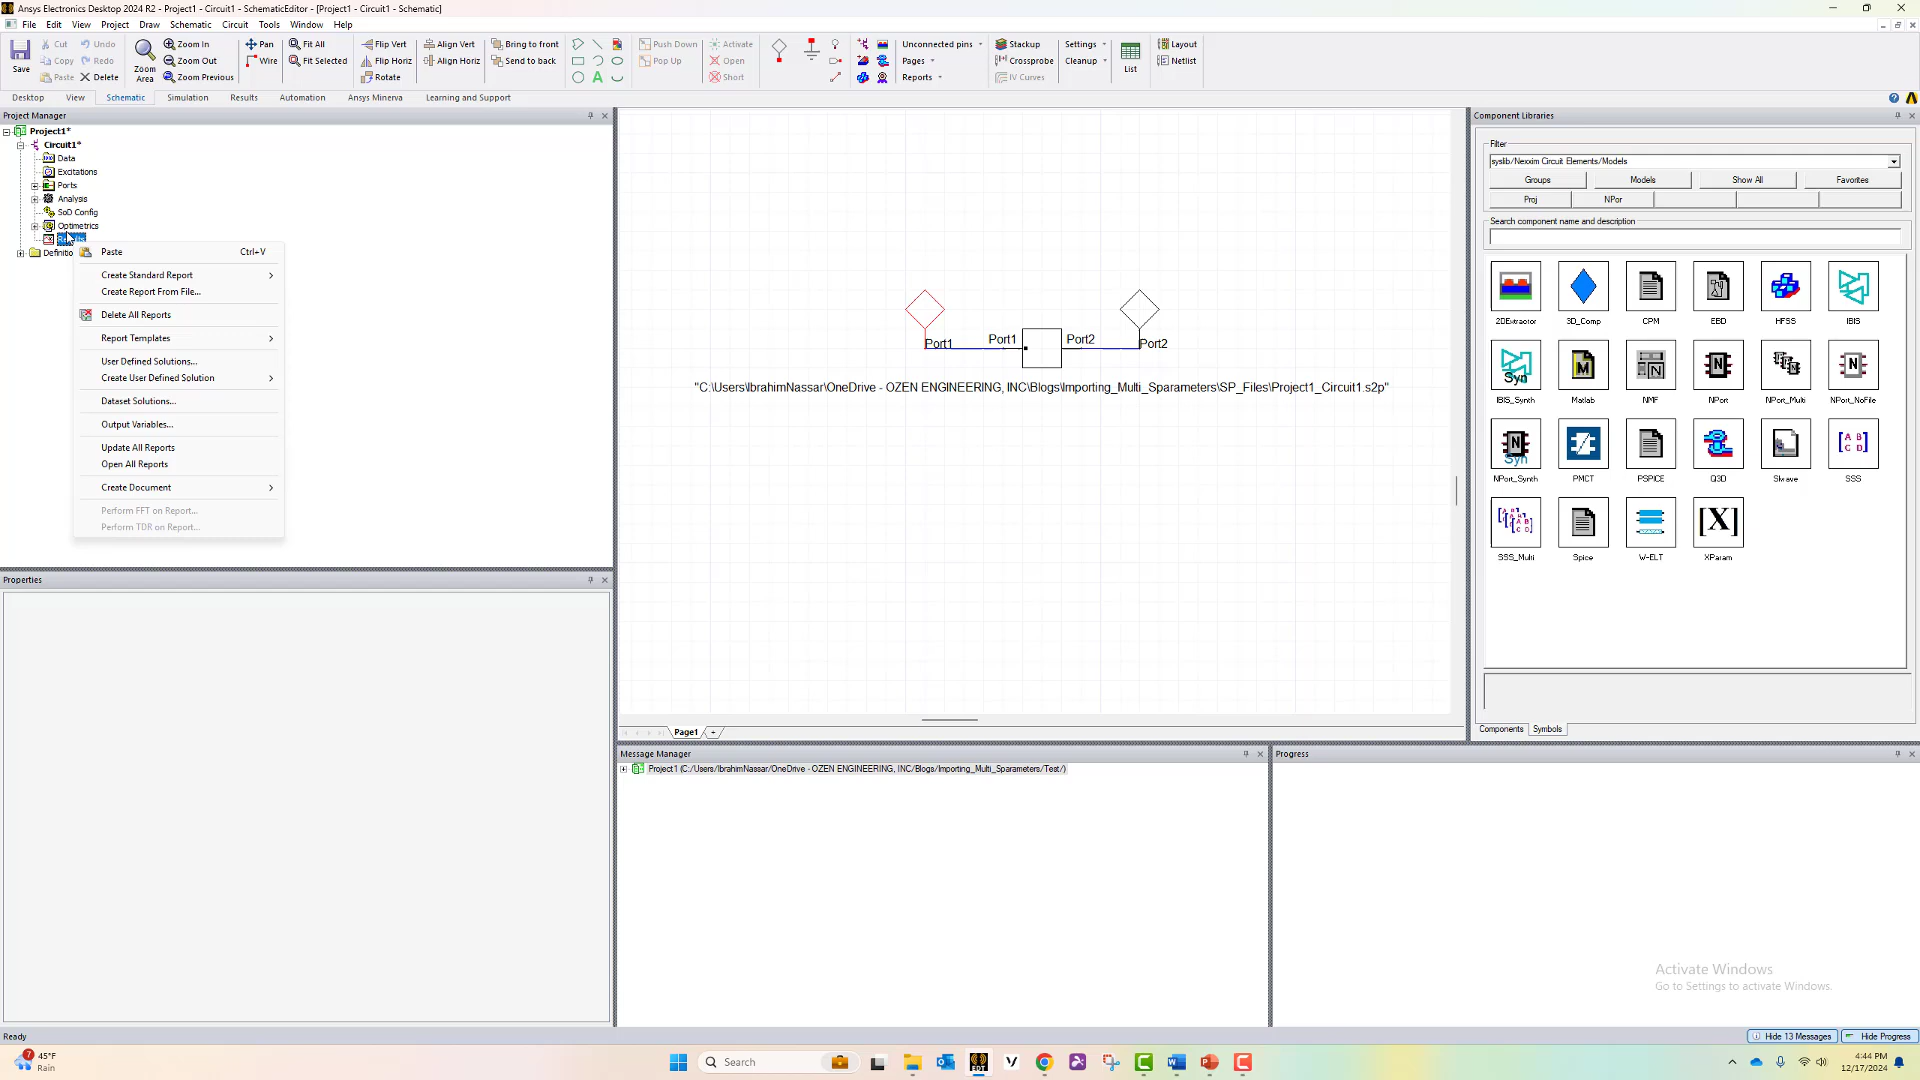 Ansys Electronics Desktop 2024 R2 - Project1 - Circuit1 - SchematicEditor - [Project1 - Circuit1 - Schematic]
File Edit View Project Draw Schematic Circuit Tools Window Help
Save
Cut Undo
Copy Redo
Paste Delete
Zoom Area
Zoom In
Zoom Out
Zoom Previous
Pan
Wire
Fit All
Fit Selected
Flip Vert
Flip Horiz
Rotate
Align Vert
Align Horiz
Bring to front
Send to back
Push Down
Pop Up
Activate
Open
Short
Unconnected pins
Pages
Reports
Stackup
Crossprobe
IV Curves
Settings
Cleanup
List
Layout
Netlist
Desktop View Schematic Simulation Results Automation Ansys Minerva Learning and Support
Project Manager
Project1*
Circuit1*
Data
Excitations
Ports
Analysis
SoD Config
Optimetrics
Definitio
Paste Ctrl+V
Create Standard Report
Create Report From File...
Delete All Reports
Report Templates
User Defined Solutions...
Create User Defined Solution
Dataset Solutions...
Output Variables...
Update All Reports
Open All Reports
Create Document
Perform FFT on Report...
Perform TDR on Report...
Properties
Port1 Port1 Port2 Port2
"C:\Users\IbrahimNassar\OneDrive - OZEN ENGINEERING, INC\Blogs\Importing_Multi_Sparameters\SP_Files\Project1_Circuit1.s2p"
Page1 +
Message Manager
Project1 (C:/Users/IbrahimNassar/OneDrive - OZEN ENGINEERING, INC/Blogs/Importing_Multi_Sparameters/Test/)
Progress
Component Libraries
Filter
syslib/Nexxim Circuit Elements/Models
Groups Models Show All Favorites
Proj NPor
Search component name and description
2DExtractor 3D_Comp CPM EBD HFSS IBIS
Syn
IBIS_Synth Matlab NMF NPort NPort_Multi NPort_NoFile
Syn
NPort_Synth PMCT PSPICE Q3D SIwave SSS
SSS_Multi Spice W-ELT XParam
Components Symbols
Activate Windows
Go to Settings to activate Windows.
Ready
Hide 13 Messages Hide Progress
7
45°F
Rain
Search
EDT
4:44 PM
12/17/2024